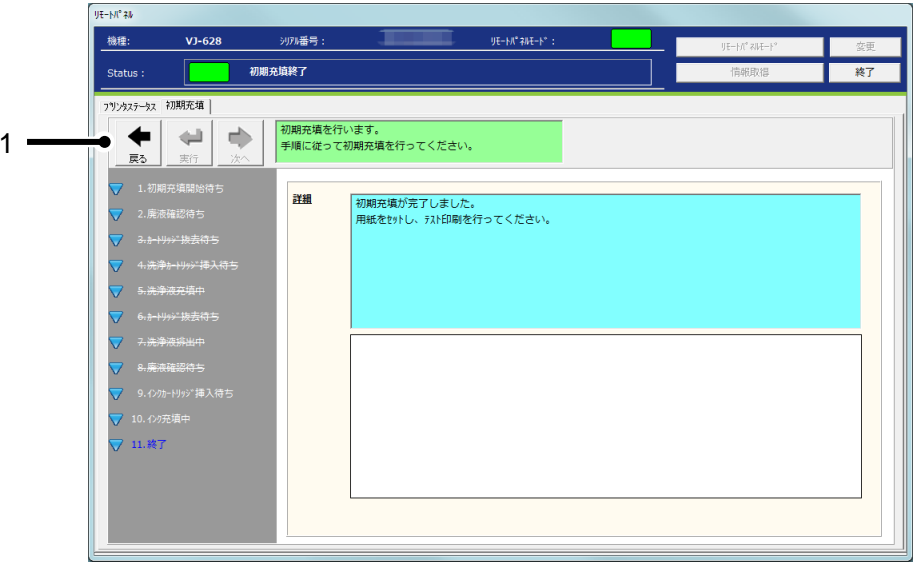 ﾘﾓｰﾄﾊﾟﾈﾙ
機種: VJ-628 ｼﾘｱﾙ番号： ﾘﾓｰﾄﾊﾟﾈﾙﾓｰﾄﾞ：
ﾘﾓｰﾄﾊﾟﾈﾙﾓｰﾄﾞ 変更
Status： 初期充填終了
情報取得 終了
ﾌﾟﾘﾝﾀｽﾃｰﾀｽ 初期充填
1
戻る 実行 次へ
初期充填を行います。
手順に従って初期充填を行ってください。
1.初期充填開始待ち
2.廃液確認待ち
3.ｶｰﾄﾘｯｼﾞ抜去待ち
4.洗浄ｶｰﾄﾘｯｼﾞ挿入待ち
5.洗浄液充填中
6.ｶｰﾄﾘｯｼﾞ抜去待ち
7.洗浄液排出中
8.廃液確認待ち
9.ｲﾝｸｶｰﾄﾘｯｼﾞ挿入待ち
10.ｲﾝｸ充填中
11.終了
詳細
初期充填が完了しました。
用紙をｾｯﾄし、ﾃｽﾄ印刷を行ってください。